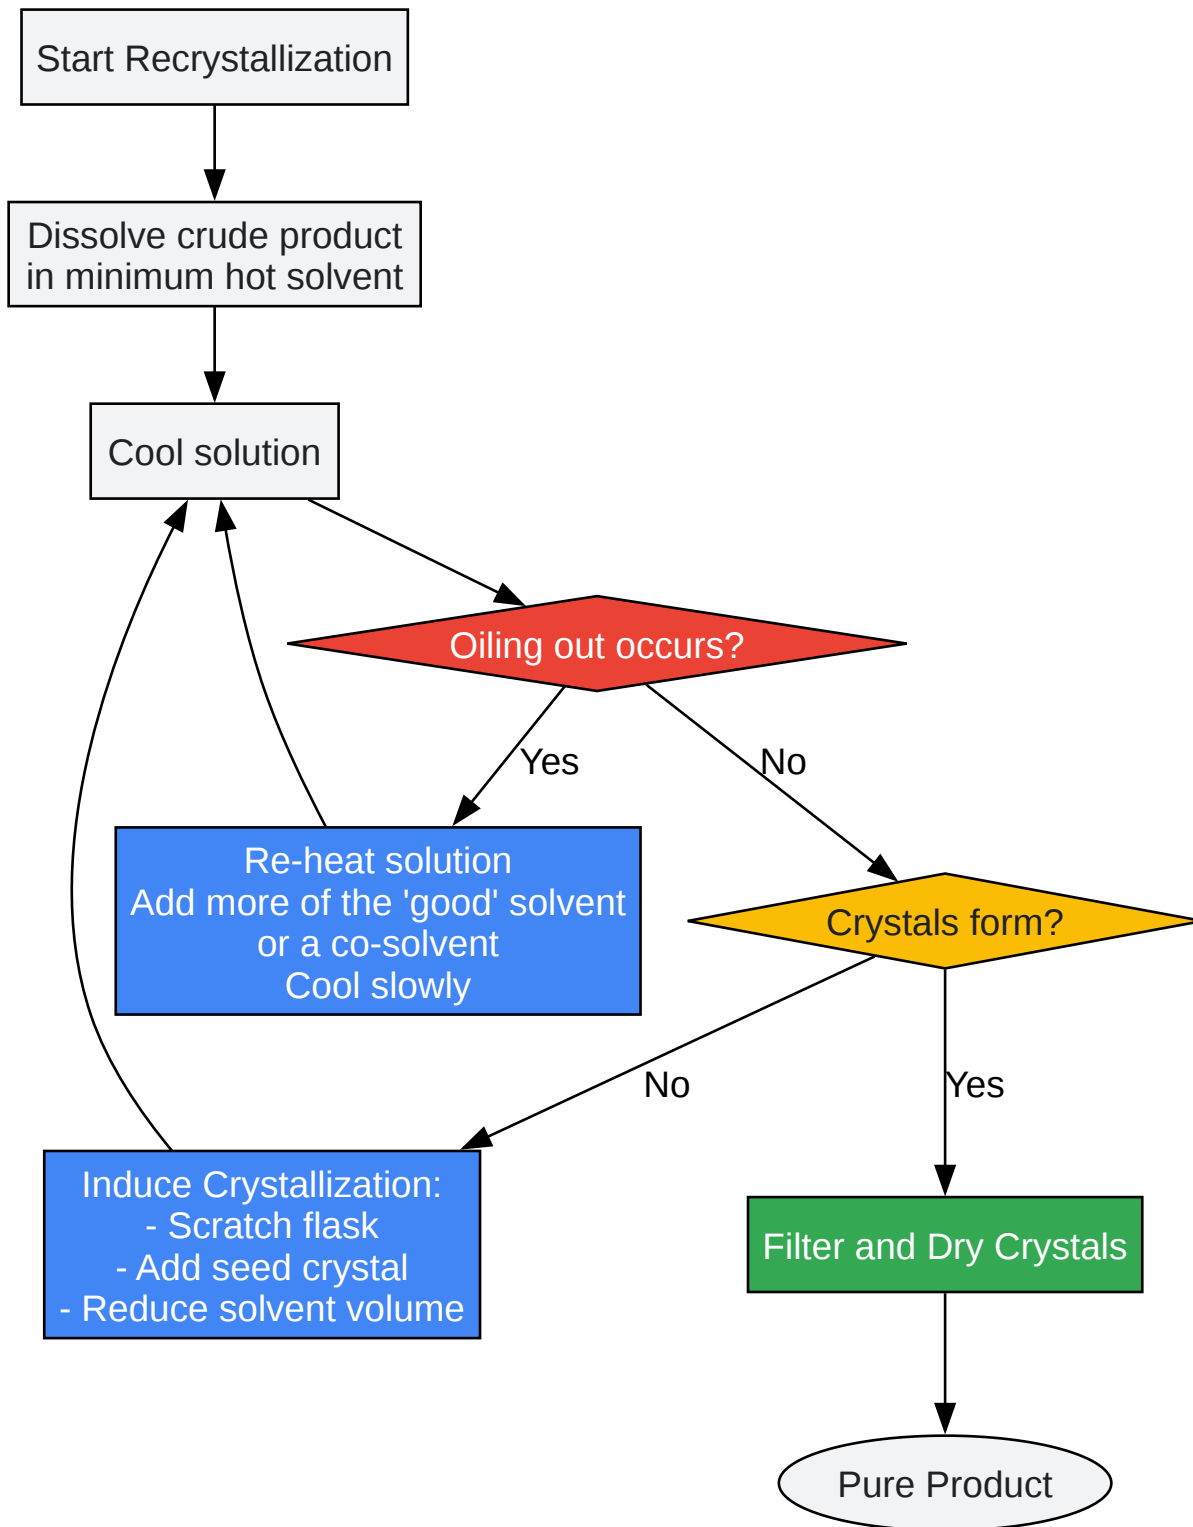 Start Recrystallization
Dissolve crude product
in minimum hot solvent
Cool solution
Oiling out occurs?
Yes
No
Re-heat solution
Add more of the 'good' solvent
or a co-solvent
Cool slowly
Crystals form?
No
Yes
Induce Crystallization:
- Scratch flask
- Add seed crystal
- Reduce solvent volume
Filter and Dry Crystals
Pure Product